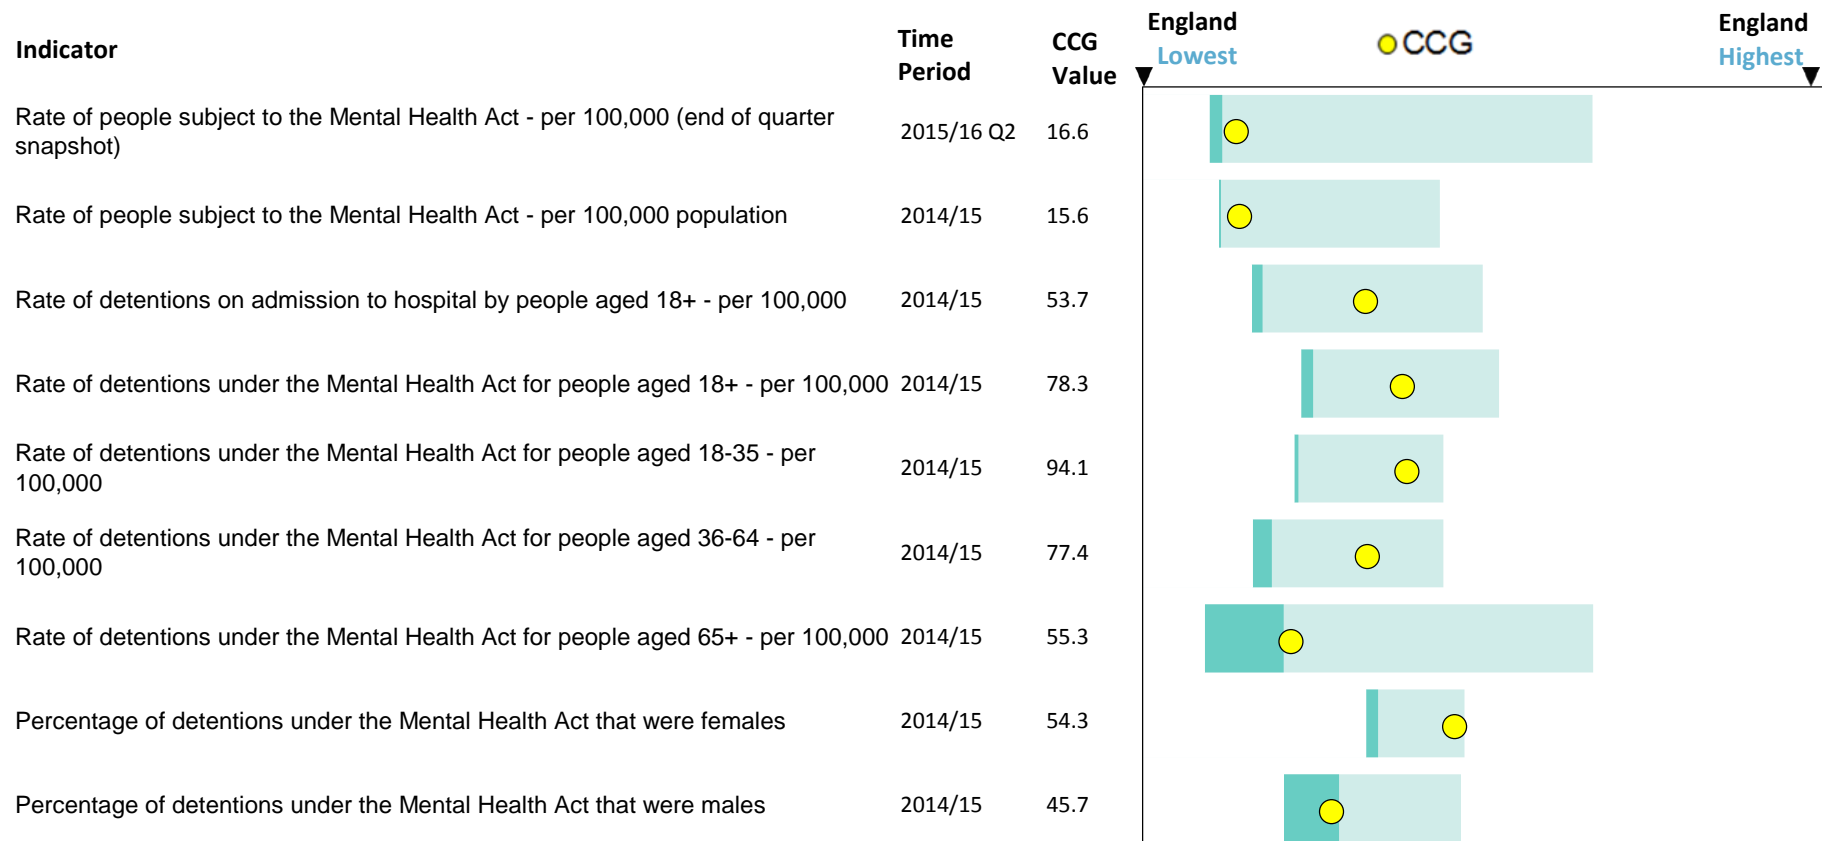 Indicator
Time Period
CCG Value
England Lowest
CCG
England Highest
Rate of people subject to the Mental Health Act - per 100,000 (end of quarter
snapshot)
2015/16 Q2
16.6
Rate of people subject to the Mental Health Act - per 100,000 population
2014/15
15.6
Rate of detentions on admission to hospital by people aged 18+ - per 100,000
2014/15
53.7
Rate of detentions under the Mental Health Act for people aged 18+ - per 100,000
2014/15
78.3
Rate of detentions under the Mental Health Act for people aged 18-35 - per
100,000
2014/15
94.1
Rate of detentions under the Mental Health Act for people aged 36-64 - per
100,000
2014/15
77.4
Rate of detentions under the Mental Health Act for people aged 65+ - per 100,000
2014/15
55.3
Percentage of detentions under the Mental Health Act that were females
2014/15
54.3
Percentage of detentions under the Mental Health Act that were males
2014/15
45.7